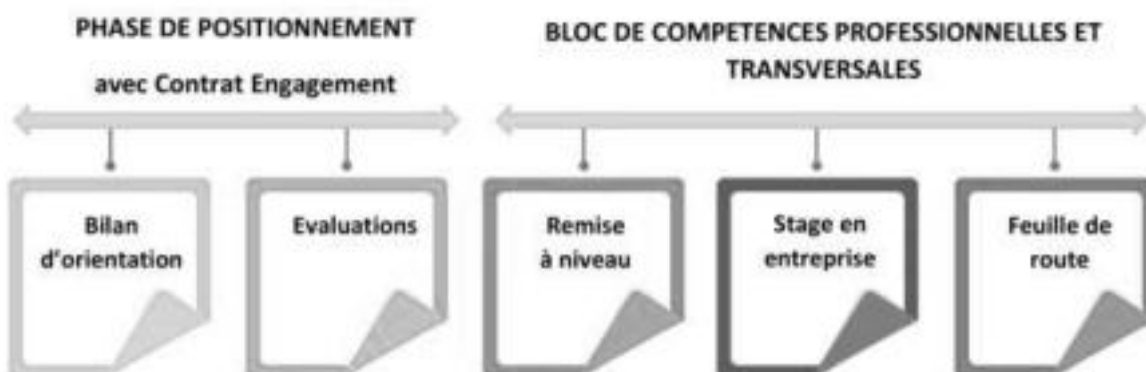 PHASE DE POSITIONNEMENT
avec Contrat Engagement
BLOC DE COMPETENCES PROFESSIONNELLES ET
TRANSVERSALES
Bilan
d'orientation
Evaluations
Remise
à niveau
Stage en
entreprise
Feuille de
route